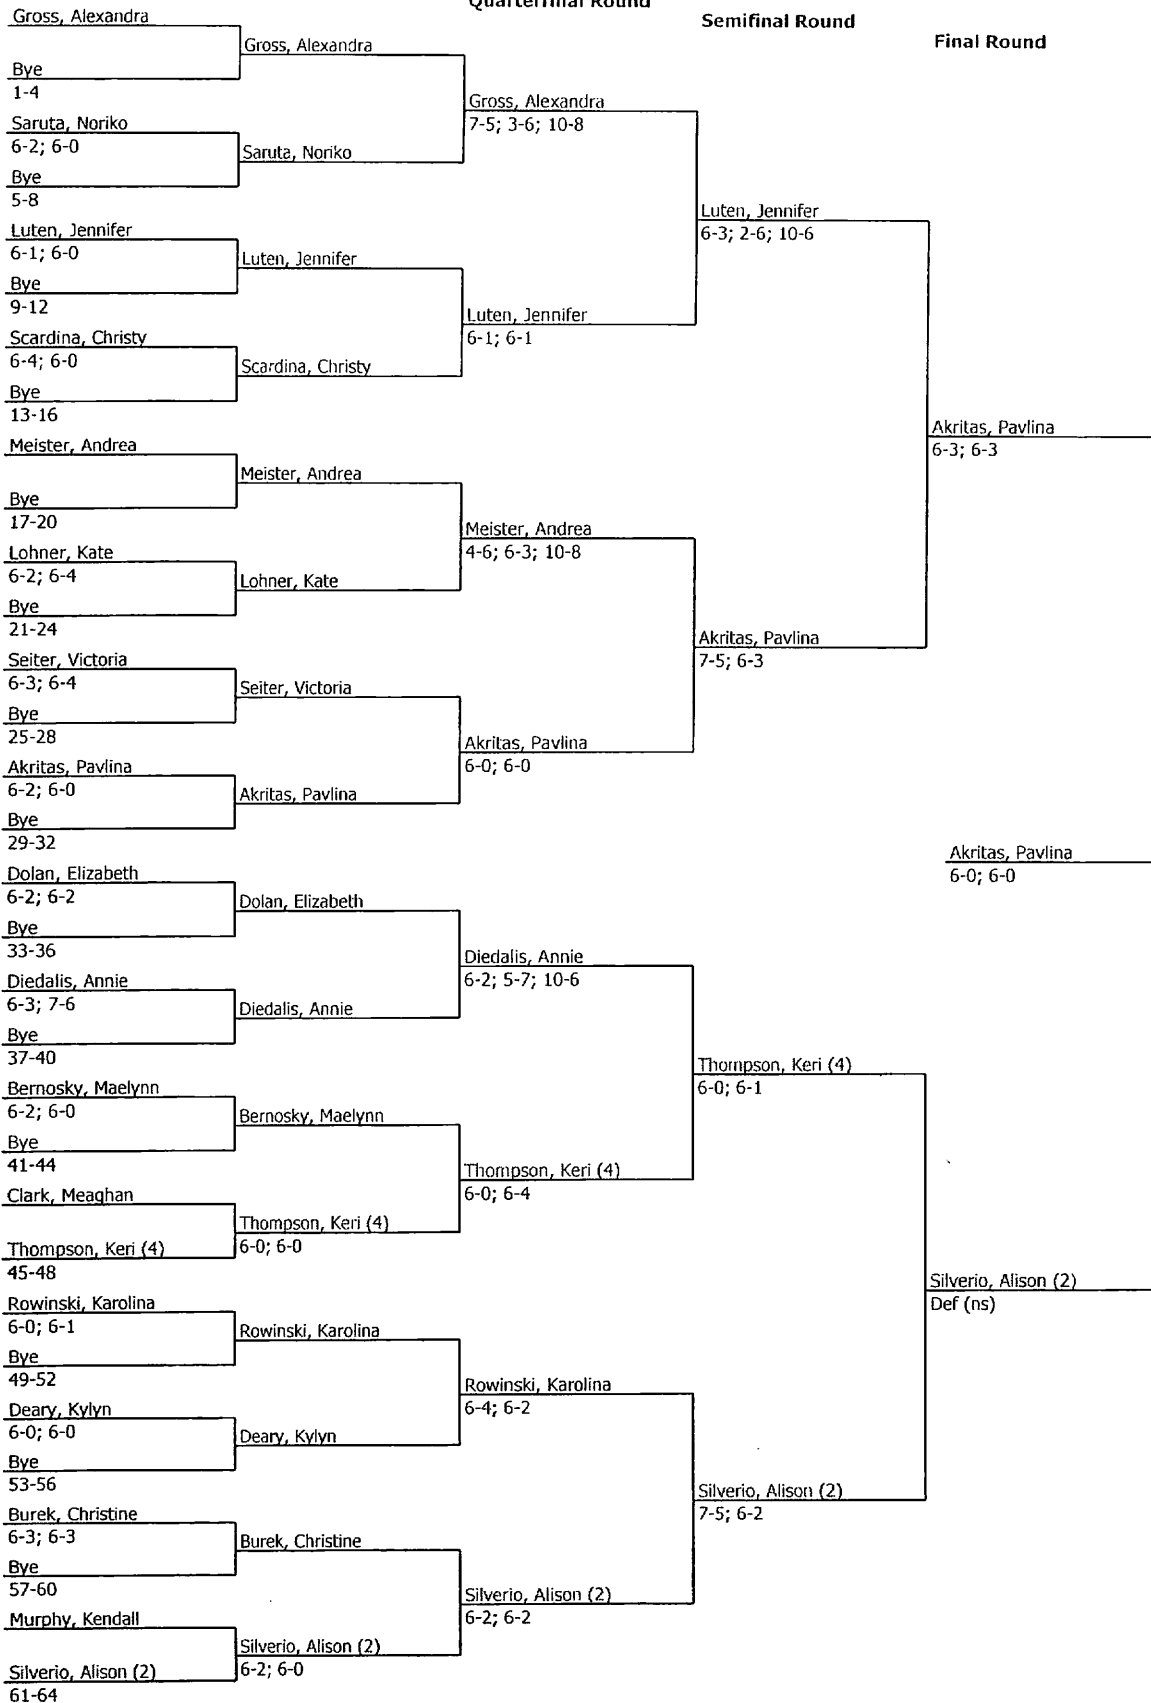 Quarterfinal Round
Semifinal Round
Final Round
Gross, Alexandra
Bye
1-4
Saruta, Noriko
6-2; 6-0
Bye
5-8
Luten, Jennifer
6-1; 6-0
Bye
9-12
Scardina, Christy
6-4; 6-0
Bye
13-16
Meister, Andrea
Bye
17-20
Lohner, Kate
6-2; 6-4
Bye
21-24
Seiter, Victoria
6-3; 6-4
Bye
25-28
Akritas, Pavlina
6-2; 6-0
Bye
29-32
Dolan, Elizabeth
6-2; 6-2
Bye
33-36
Diedalis, Annie
6-3; 7-6
Bye
37-40
Bernosky, Maelynn
6-2; 6-0
Bye
41-44
Clark, Meaghan
Thompson, Keri (4)
45-48
Rowinski, Karolina
6-0; 6-1
Bye
49-52
Deary, Kylyn
6-0; 6-0
Bye
53-56
Burek, Christine
6-3; 6-3
Bye
57-60
Murphy, Kendall
Silverio, Alison (2)
61-64
Gross, Alexandra
Saruta, Noriko
Luten, Jennifer
Scardina, Christy
Meister, Andrea
Lohner, Kate
Seiter, Victoria
Akritas, Pavlina
Dolan, Elizabeth
Diedalis, Annie
Bernosky, Maelynn
Thompson, Keri (4)
6-0; 6-0
Rowinski, Karolina
Deary, Kylyn
Burek, Christine
Silverio, Alison (2)
6-2; 6-0
Gross, Alexandra
7-5; 3-6; 10-8
Luten, Jennifer
6-1; 6-1
Meister, Andrea
4-6; 6-3; 10-8
Akritas, Pavlina
6-0; 6-0
Diedalis, Annie
6-2; 5-7; 10-6
Thompson, Keri (4)
6-0; 6-4
Rowinski, Karolina
6-4; 6-2
Silverio, Alison (2)
6-2; 6-2
Luten, Jennifer
6-3; 2-6; 10-6
Akritas, Pavlina
7-5; 6-3
Thompson, Keri (4)
6-0; 6-1
Silverio, Alison (2)
7-5; 6-2
Akritas, Pavlina
6-3; 6-3
Akritas, Pavlina
6-0; 6-0
Silverio, Alison (2)
Def (ns)